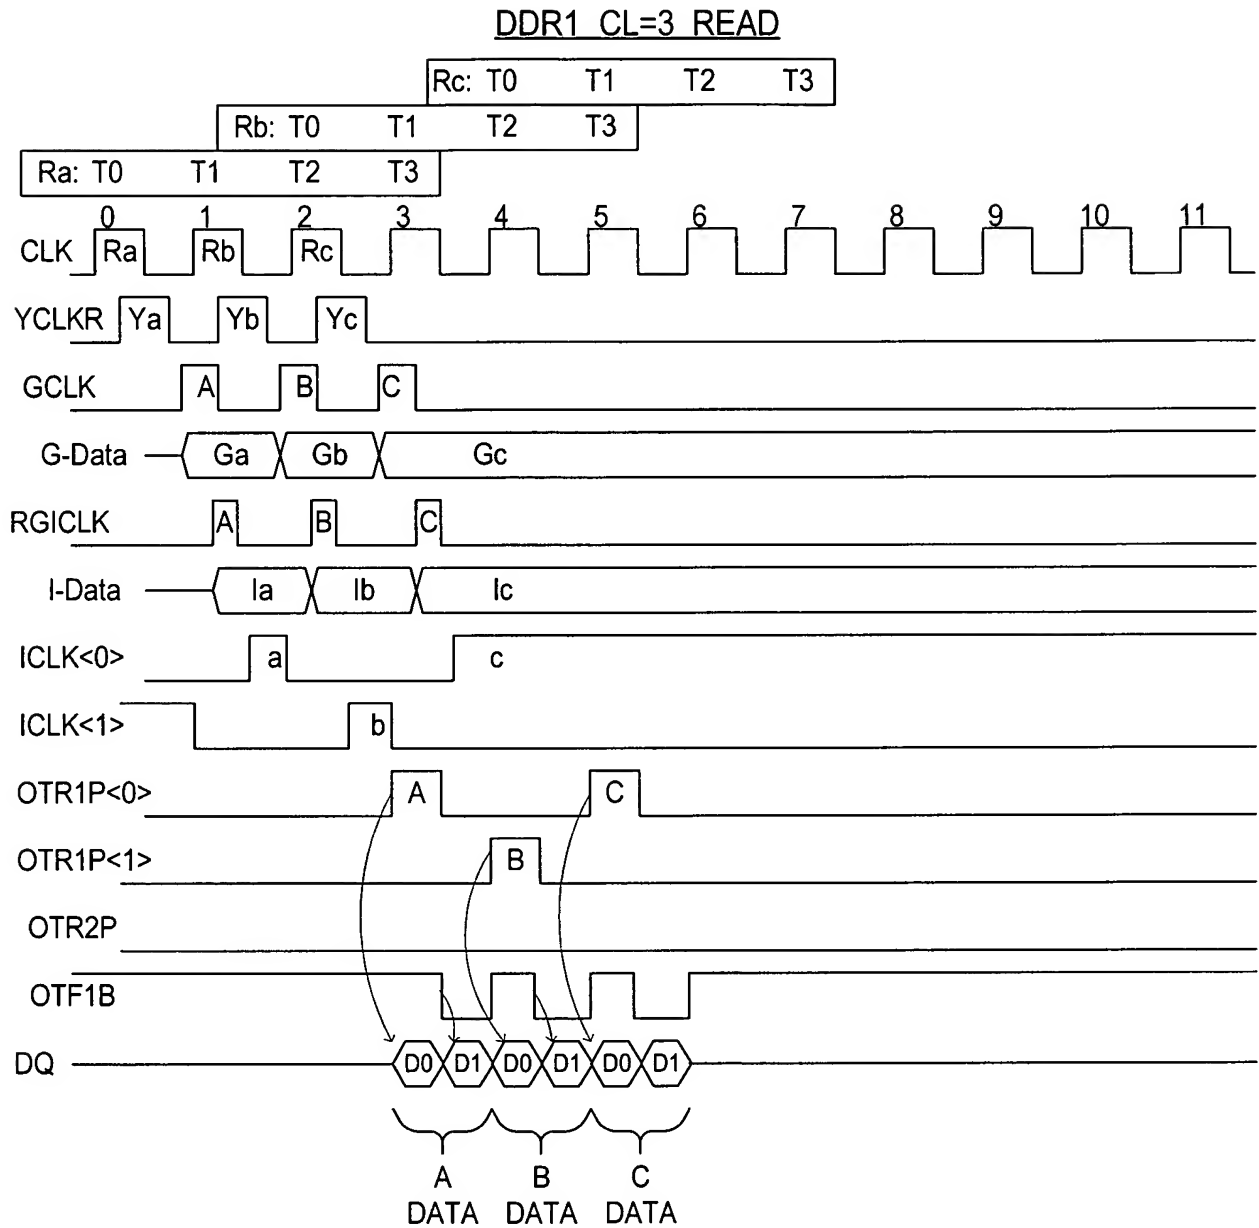 DDR1 CL=3 READ
Rc: T0 T1 T2 T3
Rb: T0 T1 T2 T3
Ra: T0 T1 T2 T3
0 1 2 3 4 5 6 7 8 9 10 11
CLK Ra Rb Rc
YCLKR Ya Yb Yc
GCLK A B C
G-Data Ga Gb Gc
RGICLK A B C
I-Data Ia Ib Ic
ICLK<0> a c
ICLK<1> b
OTR1P<0> A C
OTR1P<1> B
OTR2P
OTF1B
DQ D0 D1 D0 D1 D0 D1
A B C
DATA DATA DATA